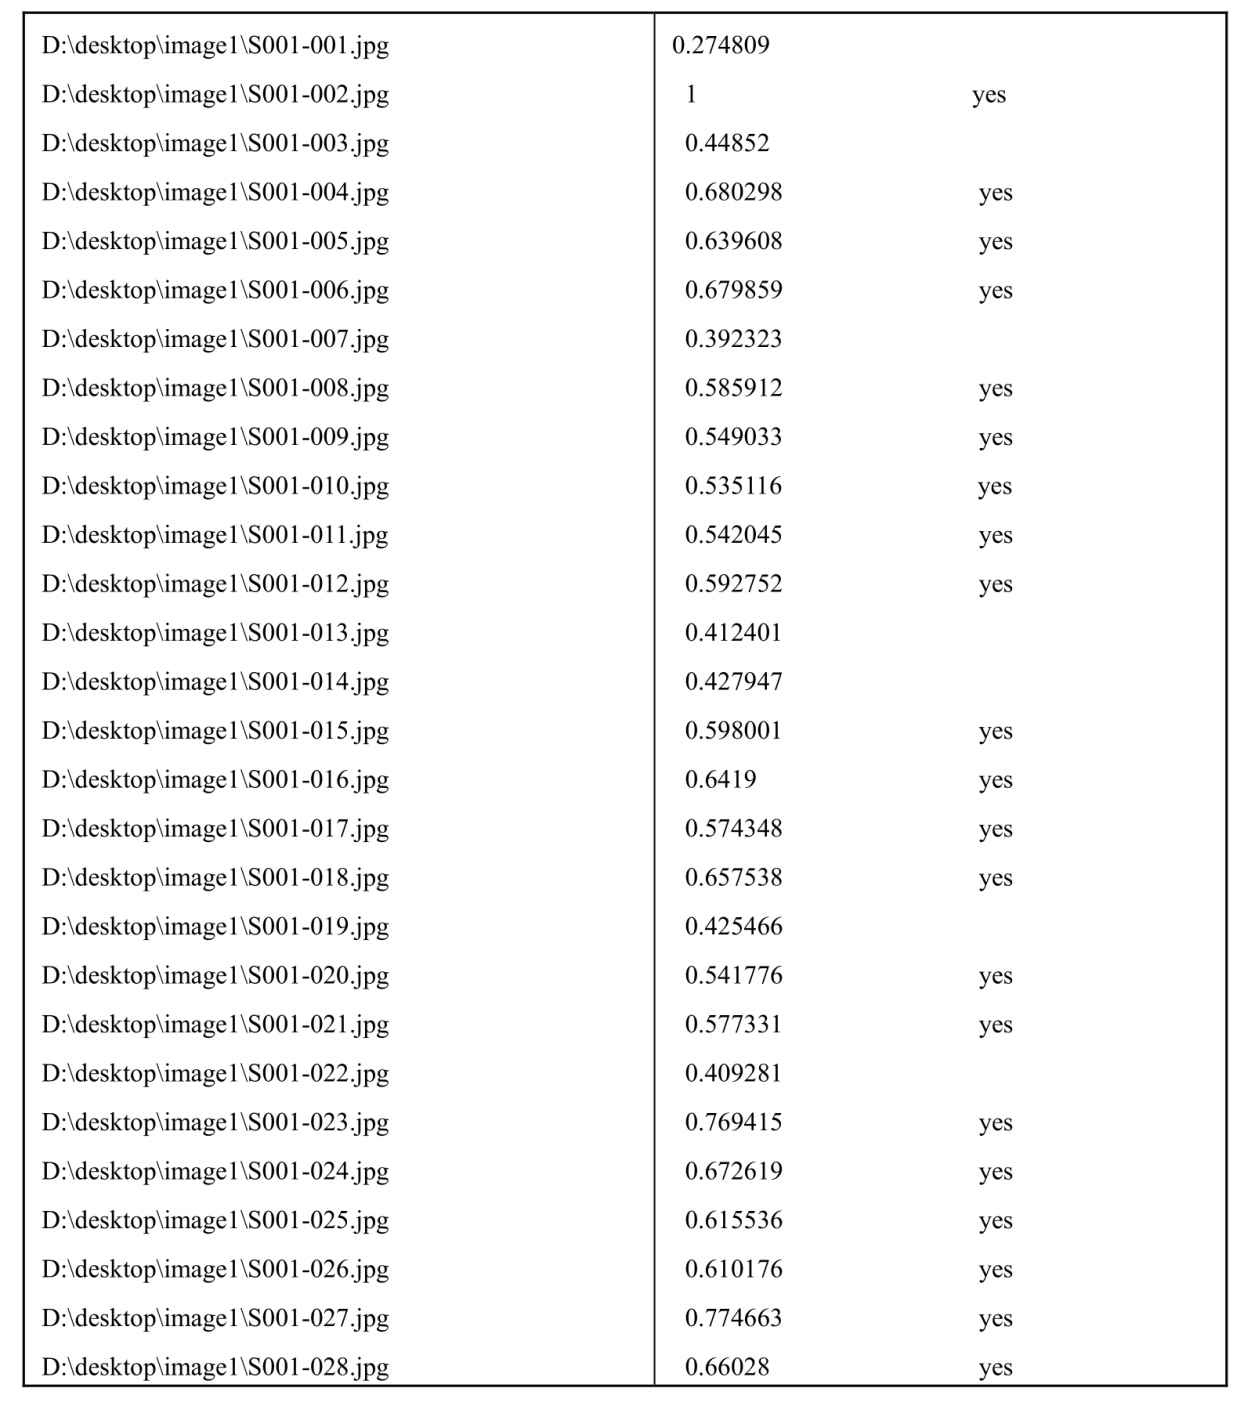 D:\desktop\image1\S001-001.jpg 0.274809
D:\desktop\image1\S001-002.jpg 1 yes
D:\desktop\image1\S001-003.jpg 0.44852
D:\desktop\image1\S001-004.jpg 0.680298 yes
D:\desktop\image1\S001-005.jpg 0.639608 yes
D:\desktop\image1\S001-006.jpg 0.679859 yes
D:\desktop\image1\S001-007.jpg 0.392323
D:\desktop\image1\S001-008.jpg 0.585912 yes
D:\desktop\image1\S001-009.jpg 0.549033 yes
D:\desktop\image1\S001-010.jpg 0.535116 yes
D:\desktop\image1\S001-011.jpg 0.542045 yes
D:\desktop\image1\S001-012.jpg 0.592752 yes
D:\desktop\image1\S001-013.jpg 0.412401
D:\desktop\image1\S001-014.jpg 0.427947
D:\desktop\image1\S001-015.jpg 0.598001 yes
D:\desktop\image1\S001-016.jpg 0.6419 yes
D:\desktop\image1\S001-017.jpg 0.574348 yes
D:\desktop\image1\S001-018.jpg 0.657538 yes
D:\desktop\image1\S001-019.jpg 0.425466
D:\desktop\image1\S001-020.jpg 0.541776 yes
D:\desktop\image1\S001-021.jpg 0.577331 yes
D:\desktop\image1\S001-022.jpg 0.409281
D:\desktop\image1\S001-023.jpg 0.769415 yes
D:\desktop\image1\S001-024.jpg 0.672619 yes
D:\desktop\image1\S001-025.jpg 0.615536 yes
D:\desktop\image1\S001-026.jpg 0.610176 yes
D:\desktop\image1\S001-027.jpg 0.774663 yes
D:\desktop\image1\S001-028.jpg 0.66028 yes